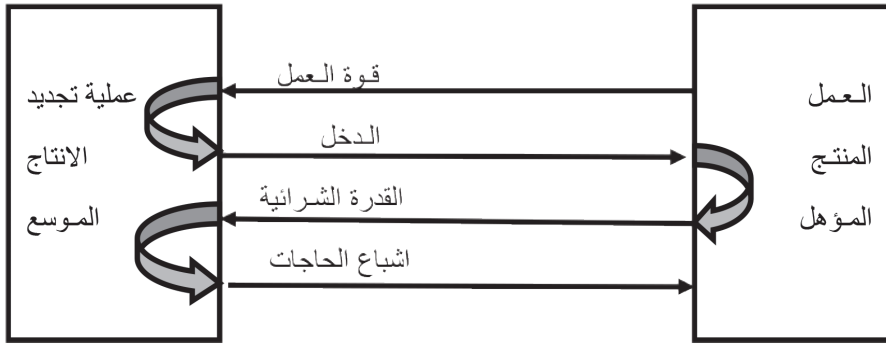 العمل
المنتج
المؤهل
قوة العمل
الدخل
القدرة الشرائية
اشباع الحاجات
عملية تجديد
الانتاج
الموسع